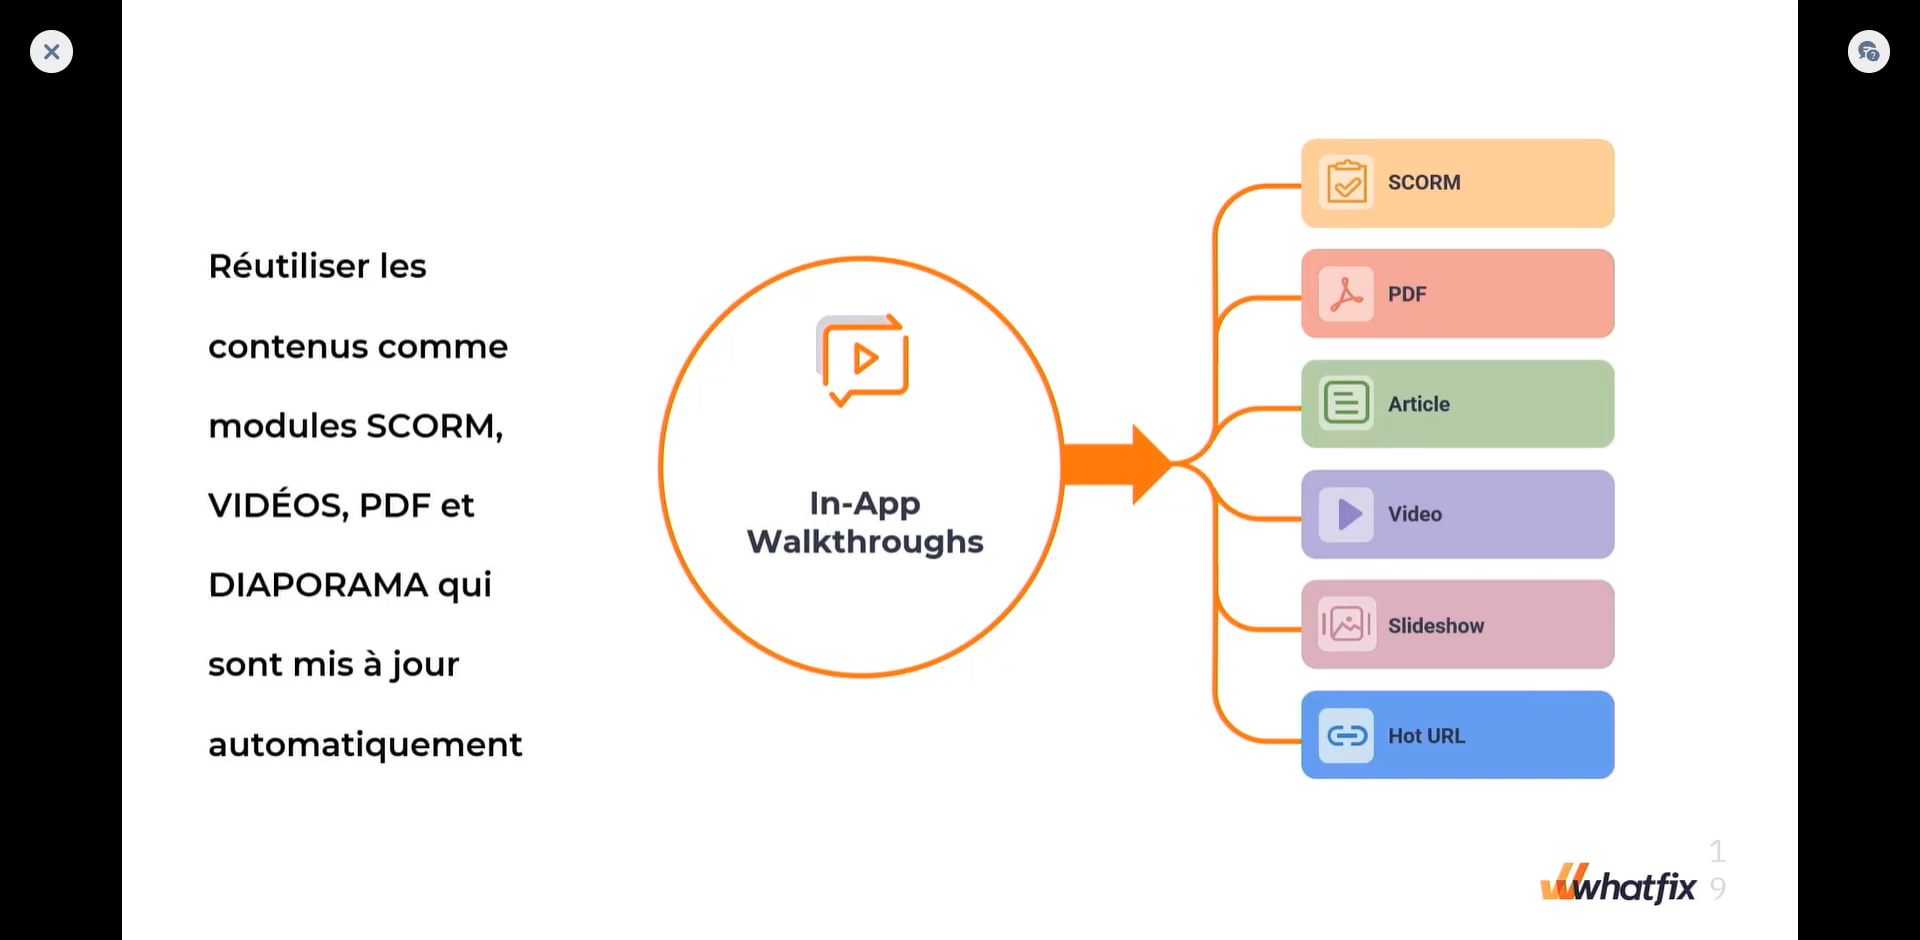 Réutiliser les
contenus comme
modules SCORM,
VIDÉOS, PDF et
DIAPORAMA qui
sont mis à jour
automatiquement
In-App
Walkthroughs
SCORM
PDF
Article
Video
Slideshow
Hot URL
whatfix
1
9